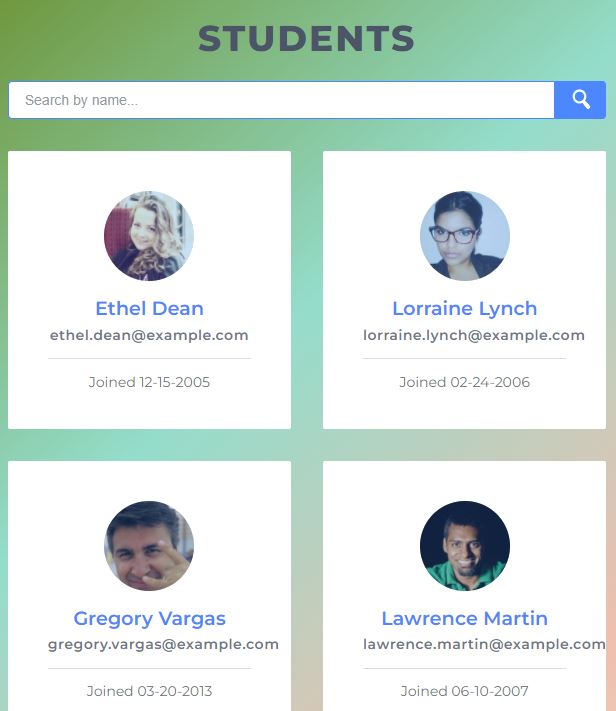 STUDENTS
Search by name...
Ethel Dean
ethel.dean@example.com
Joined 12-15-2005
Lorraine Lynch
lorraine.lynch@example.com
Joined 02-24-2006
Gregory Vargas
gregory.vargas@example.com
Joined 03-20-2013
Lawrence Martin
lawrence.martin@example.com
Joined 06-10-2007